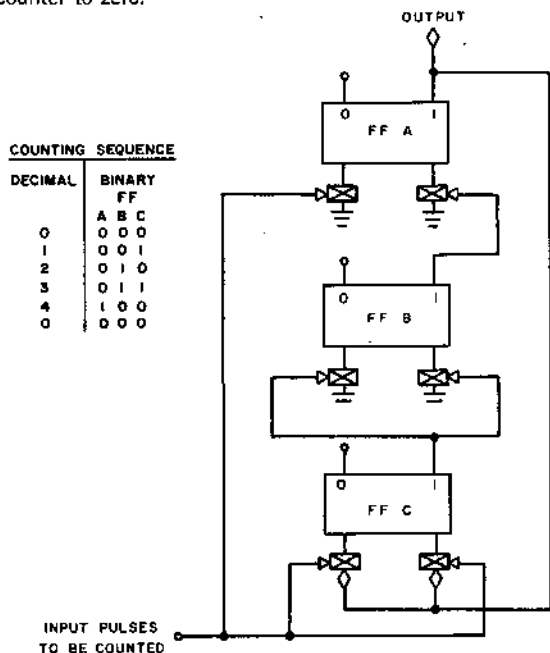 counter to zero.
OUTPUT
0 1
FF A
COUNTING SEQUENCE
DECIMAL BINARY
FF
A B C
0 0 0 0
1 0 0 1
2 0 1 0
3 0 1 1
4 1 0 0
0 0 0 0
0 1
FF B
0 1
FF C
INPUT PULSES
TO BE COUNTED